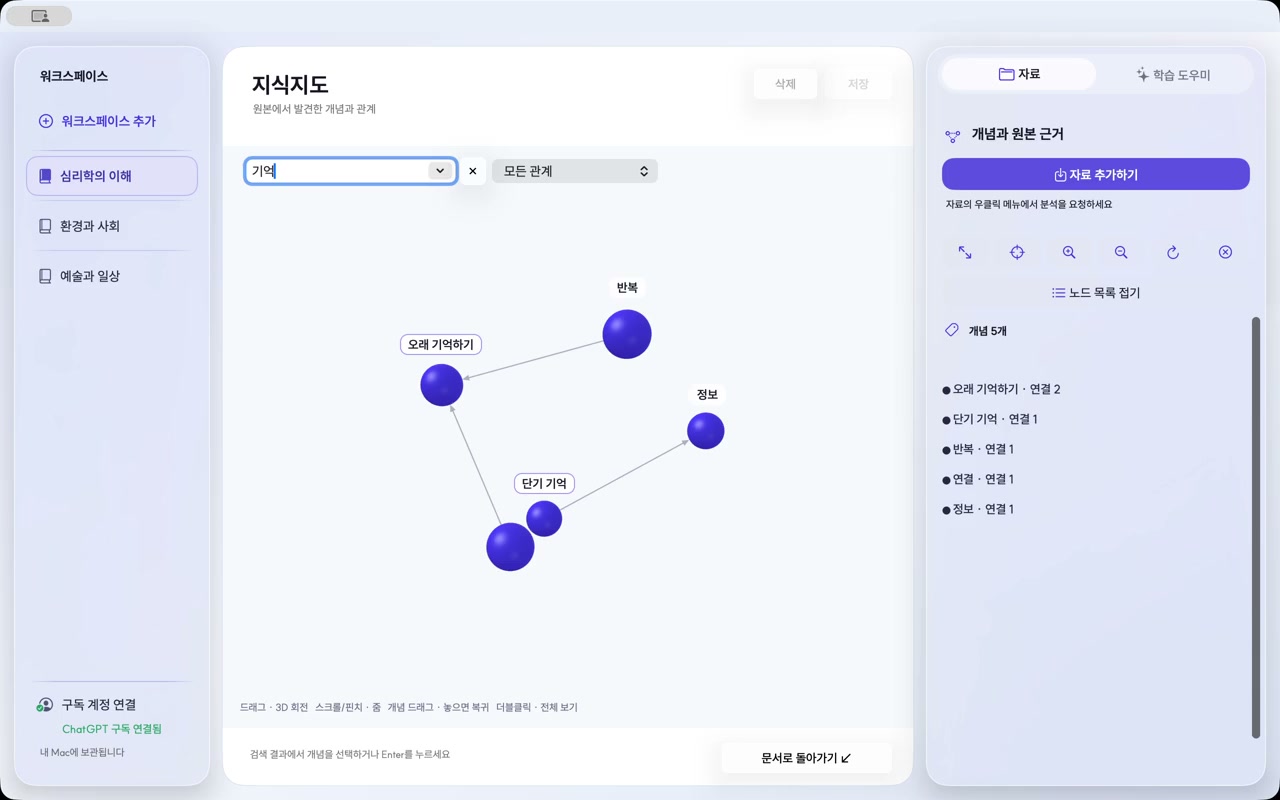 워크스페이스
워크스페이스 추가
심리학의 이해
환경과 사회
예술과 일상
구독 계정 연결
ChatGPT 구독 연결됨
내 Mac에 보관됩니다
지식지도
원본에서 발견한 개념과 관계
삭제
저장
기억
모든 관계
반복
오래 기억하기
정보
단기 기억
드래그 · 3D 회전 스크롤/핀치 · 줌 개념 드래그 · 놓으면 복귀 더블클릭 · 전체 보기
검색 결과에서 개념을 선택하거나 Enter를 누르세요
문서로 돌아가기 ↙
자료
학습 도우미
개념과 원본 근거
자료 추가하기
자료의 우클릭 메뉴에서 분석을 요청하세요
노드 목록 접기
개념 5개
● 오래 기억하기 · 연결 2
● 단기 기억 · 연결 1
● 반복 · 연결 1
● 연결 · 연결 1
● 정보 · 연결 1